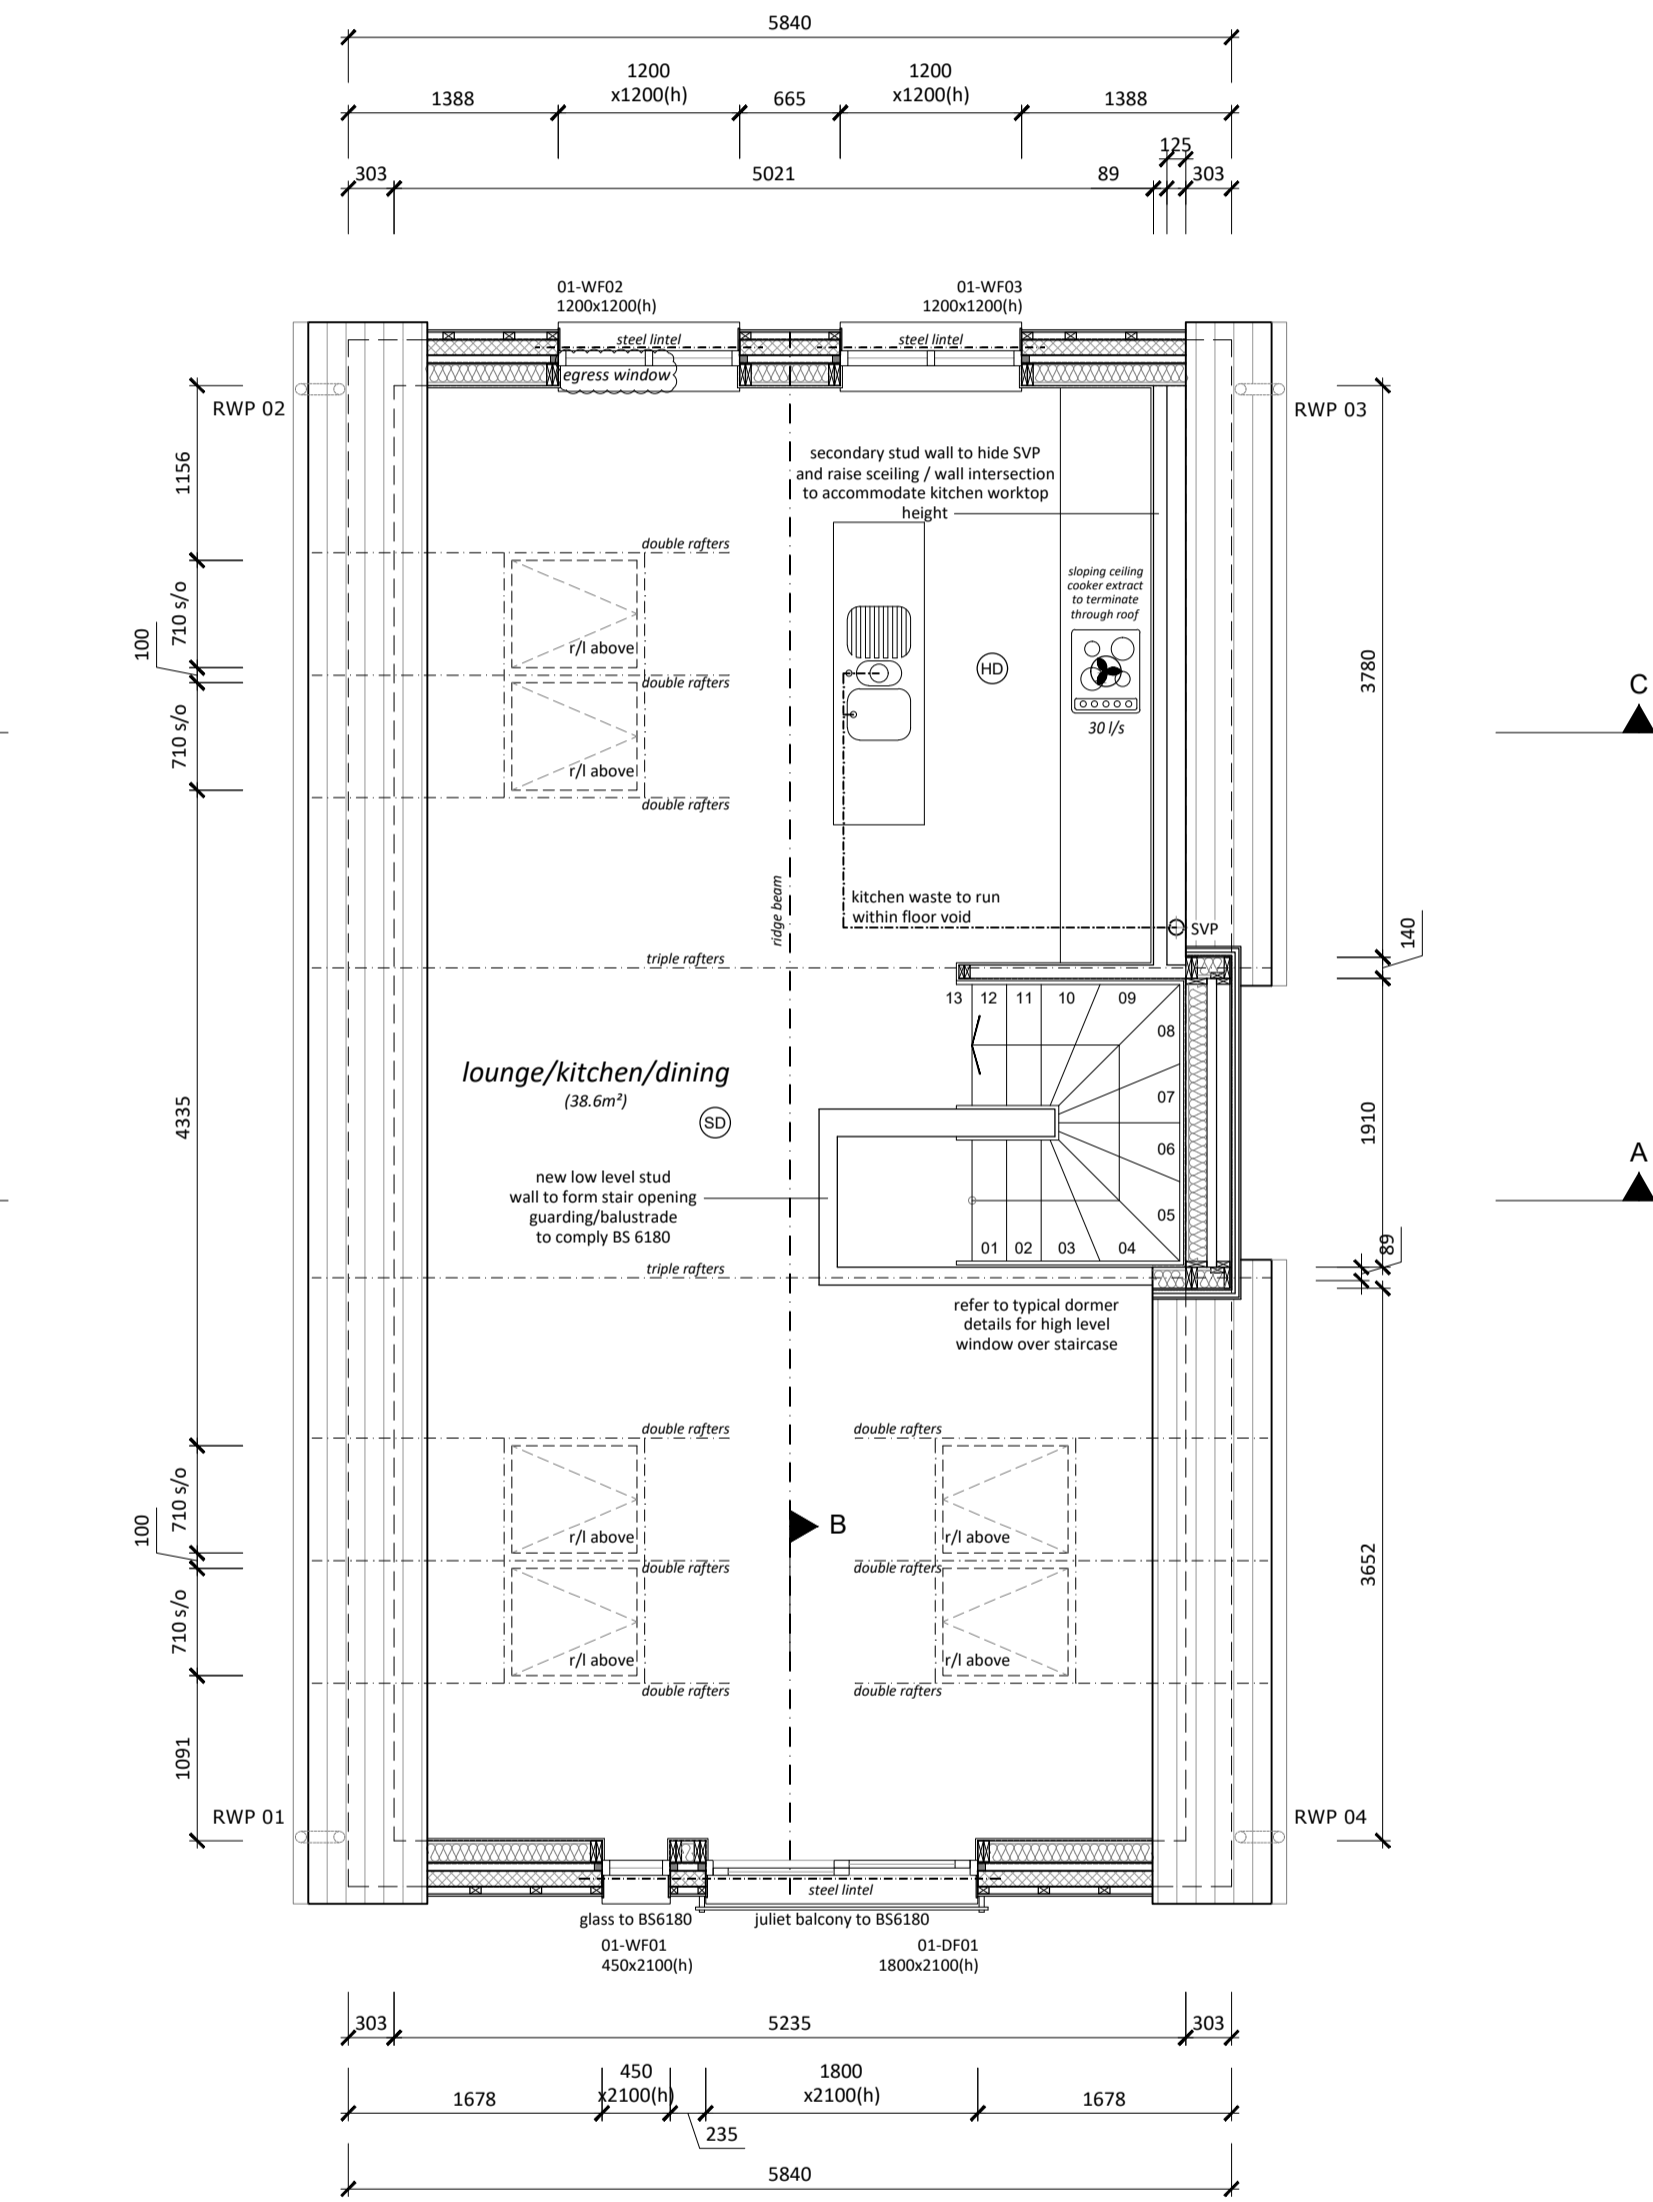 5840
1200
x1200(h)
1200
x1200(h)
1388
665
1388
125
303
5021
89
303
01-WF02
1200x1200(h)
01-WF03
1200x1200(h)
steel lintel
steel lintel
egress window
RWP 02
RWP 03
secondary stud wall to hide SVP
and raise sceiling / wall intersection
to accommodate kitchen worktop
height
1156
double rafters
sloping ceiling
cooker extract
to terminate
through roof
710 s/o
100
r/l above
HD
3780
double rafters
C
710 s/o
30 l/s
r/l above
double rafters
ridge beam
kitchen waste to run
within floor void
SVP
140
triple rafters
13
12
11
10
09
08
lounge/kitchen/dining
(38.6m²)
07
4335
SD
1910
06
A
new low level stud
wall to form stair opening
guarding/balustrade
to comply BS 6180
05
01
02
03
04
89
triple rafters
refer to typical dormer
details for high level
window over staircase
double rafters
double rafters
710 s/o
100
B
r/l above
r/l above
double rafters
double rafters
3652
710 s/o
r/l above
r/l above
double rafters
double rafters
1091
RWP 01
RWP 04
steel lintel
glass to BS6180
juliet balcony to BS6180
01-WF01
450x2100(h)
01-DF01
1800x2100(h)
303
5235
303
450
x2100(h)
1800
x2100(h)
1678
1678
235
5840